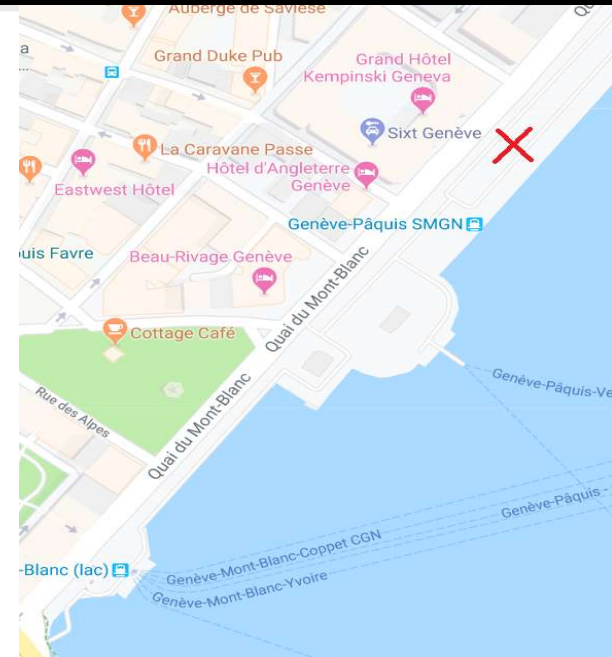 Auberge de Saviese
Qu
Grand Duke Pub
Grand Hôtel
Kempinski Geneva
a
Sixt Genève
La Caravane Passe
Hôtel d'Angleterre
Genève
Eastwest Hôtel
Genève-Pâquis SMGN
uis Favre
Beau-Rivage Genève
Quai du Mont-Blanc
Cottage Café
Genève-Pâquis-Ve
Rue des Alpes
Quai du Mont-Blanc
Genève-Pâquis -
Genève-Mont-Blanc-Coppet CGN
-Blanc (lac)
Genève-Mont-Blanc-Yvoire